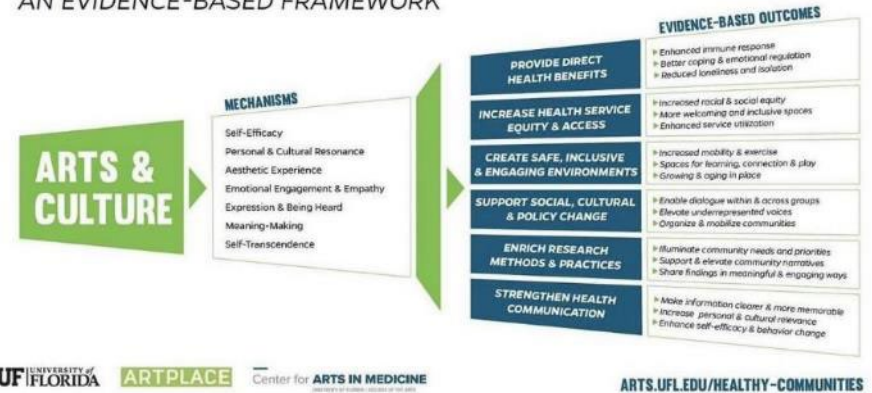 AN EVIDENCE-BASED FRAMEWORK
ARTS &
CULTURE
MECHANISMS
Self-Efficacy
Personal & Cultural Resonance
Aesthetic Experience
Emotional Engagement & Empathy
Expression & Being Heard
Meaning-Making
Self-Transcendence
EVIDENCE-BASED OUTCOMES
PROVIDE DIRECT
HEALTH BENEFITS
Enhanced immune response
Better coping & emotional regulation
Reduced loneliness and isolation
INCREASE HEALTH SERVICE
EQUITY & ACCESS
Increased racial & social equity
More welcoming and inclusive spaces
Enhanced service utilization
CREATE SAFE, INCLUSIVE
& ENGAGING ENVIRONMENTS
Increased mobility & exercise
Spaces for learning, connection & play
Growing & aging in place
SUPPORT SOCIAL, CULTURAL
& POLICY CHANGE
Enable dialogue within & across groups
Elevate underrepresented voices
Organize & mobilize communities
ENRICH RESEARCH
METHODS & PRACTICES
Illuminate community needs and priorities
Support & elevate community narratives
Share findings in meaningful & engaging ways
STRENGTHEN HEALTH
COMMUNICATION
Make information clearer & more memorable
Increase personal & cultural relevance
Enhance self-efficacy & behavior change
UF UNIVERSITY of
FLORIDA
ARTPLACE
Center for ARTS IN MEDICINE
ARTS.UFL.EDU/HEALTHY-COMMUNITIES